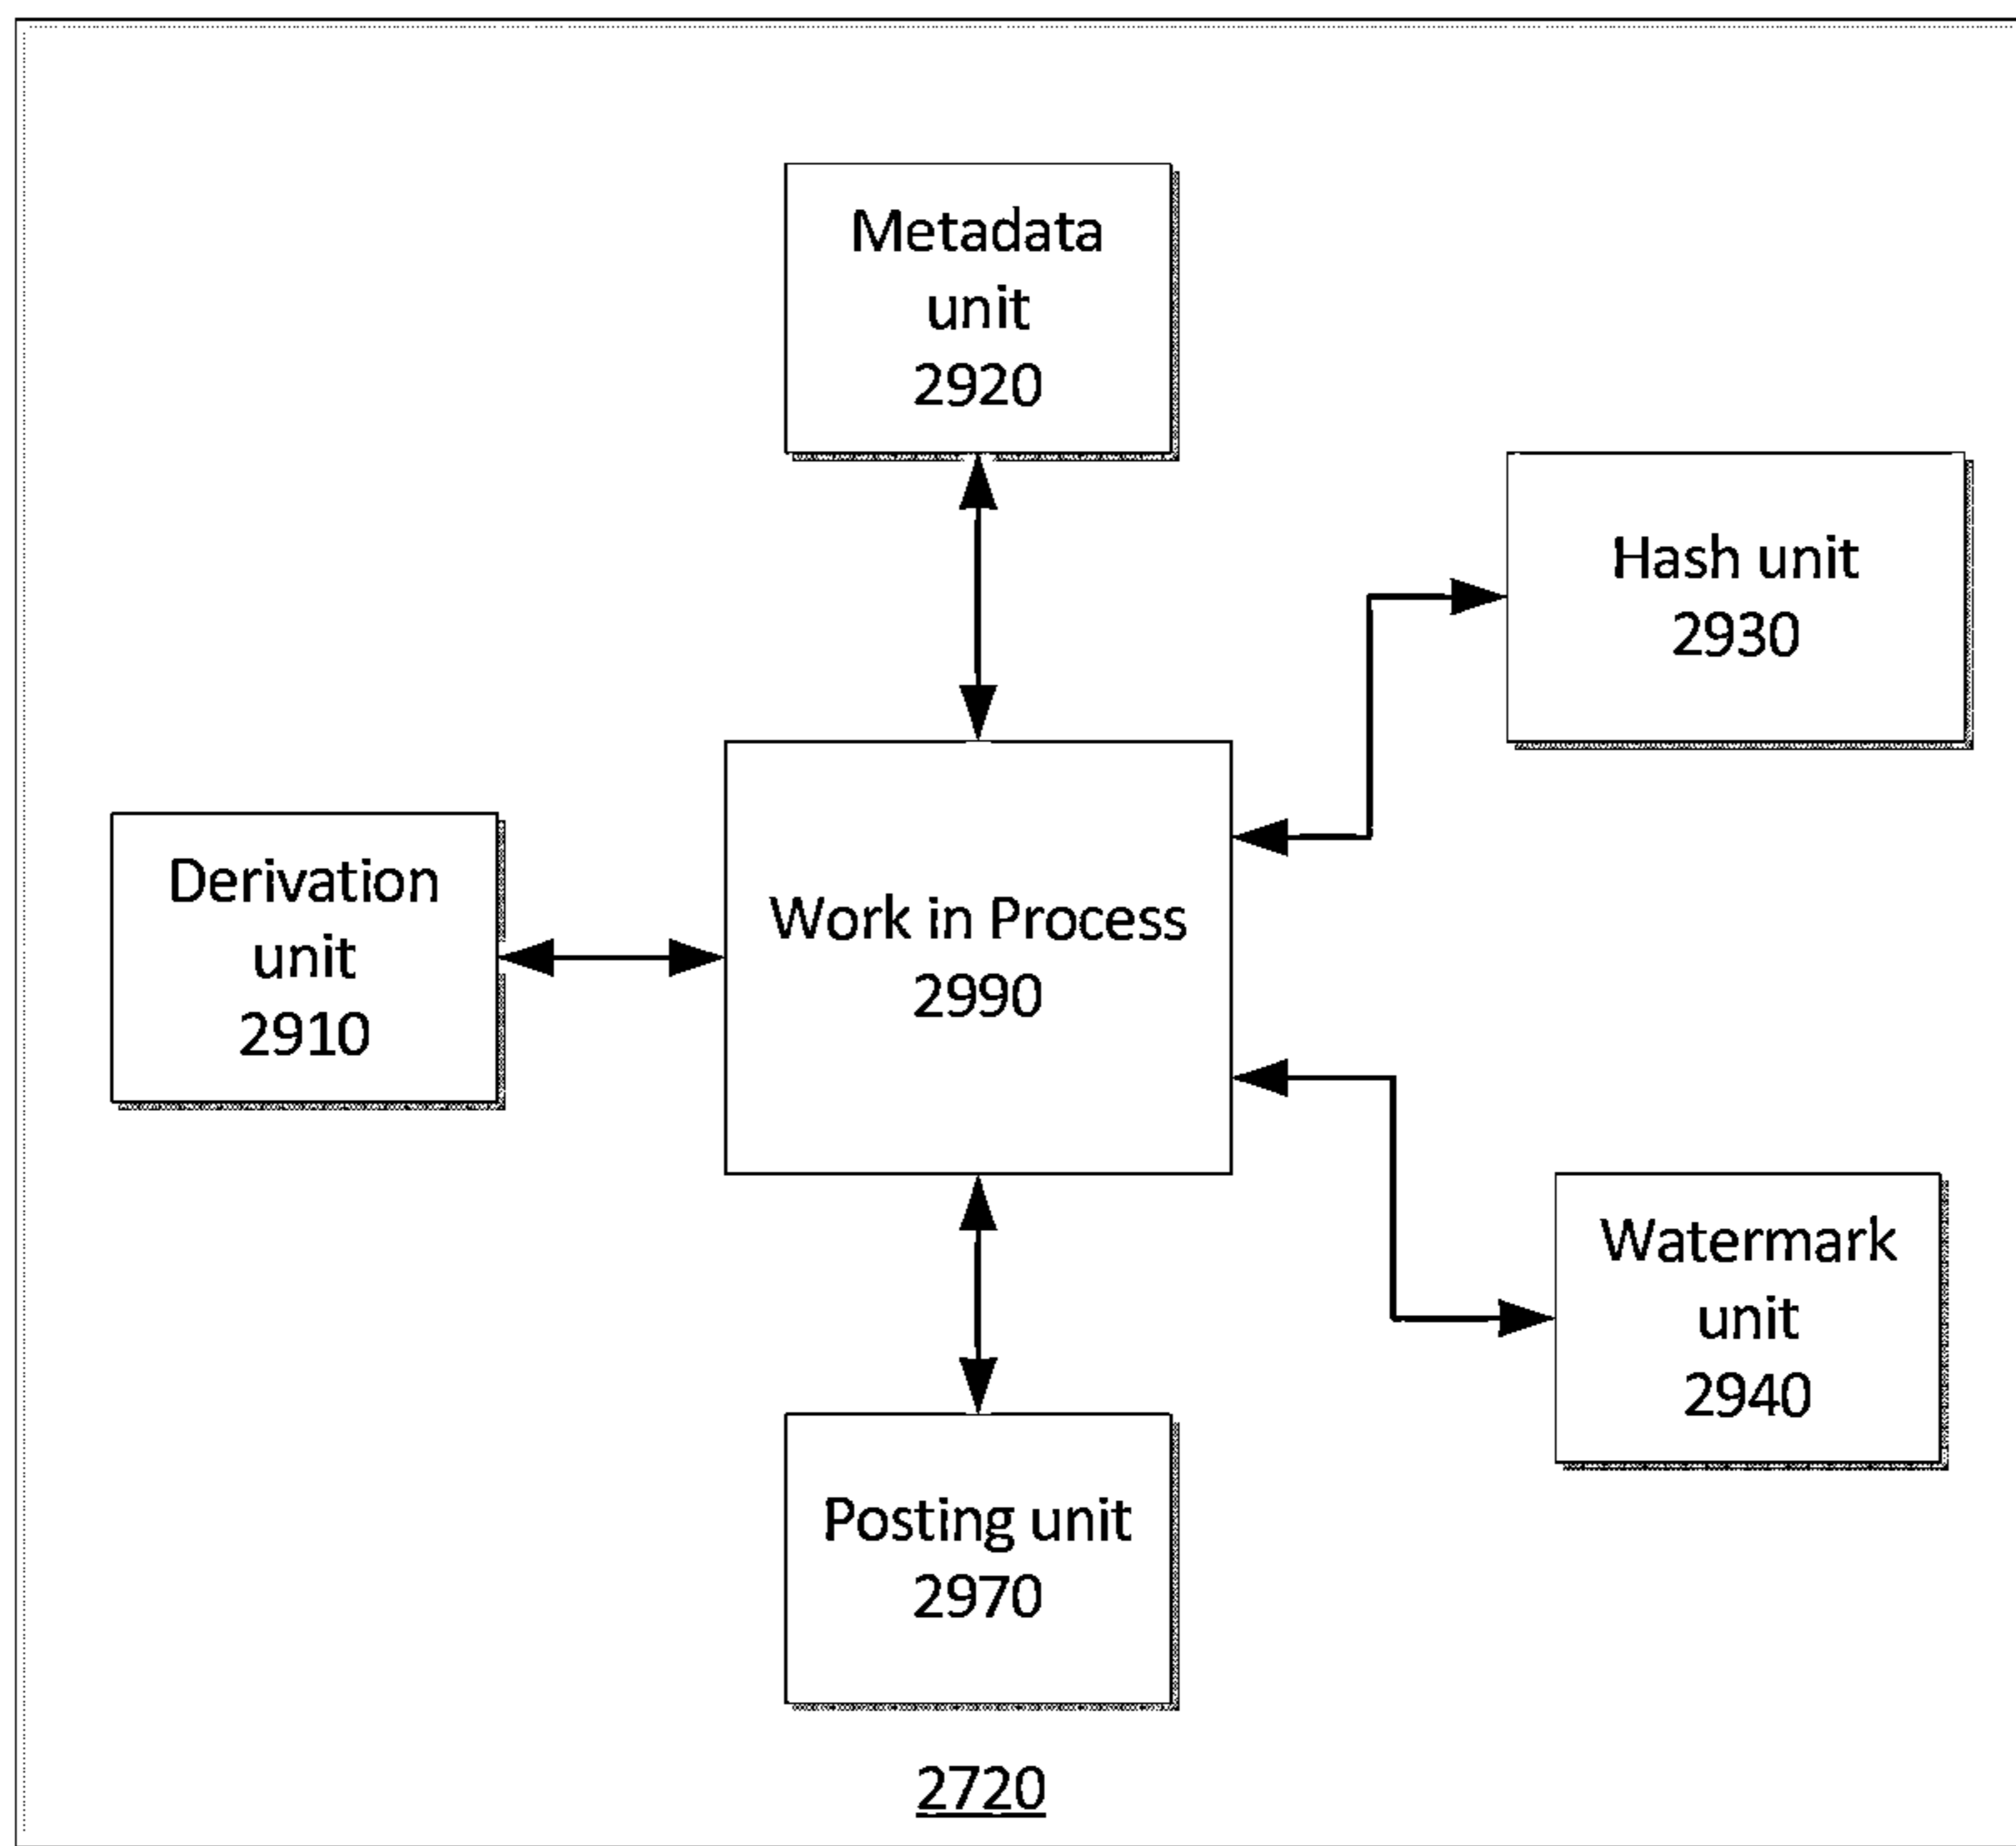 Metadata
unit
2920
Hash unit
2930
Derivation
unit
2910
Work in Process
2990
Watermark
unit
2940
Posting unit
2970
2720